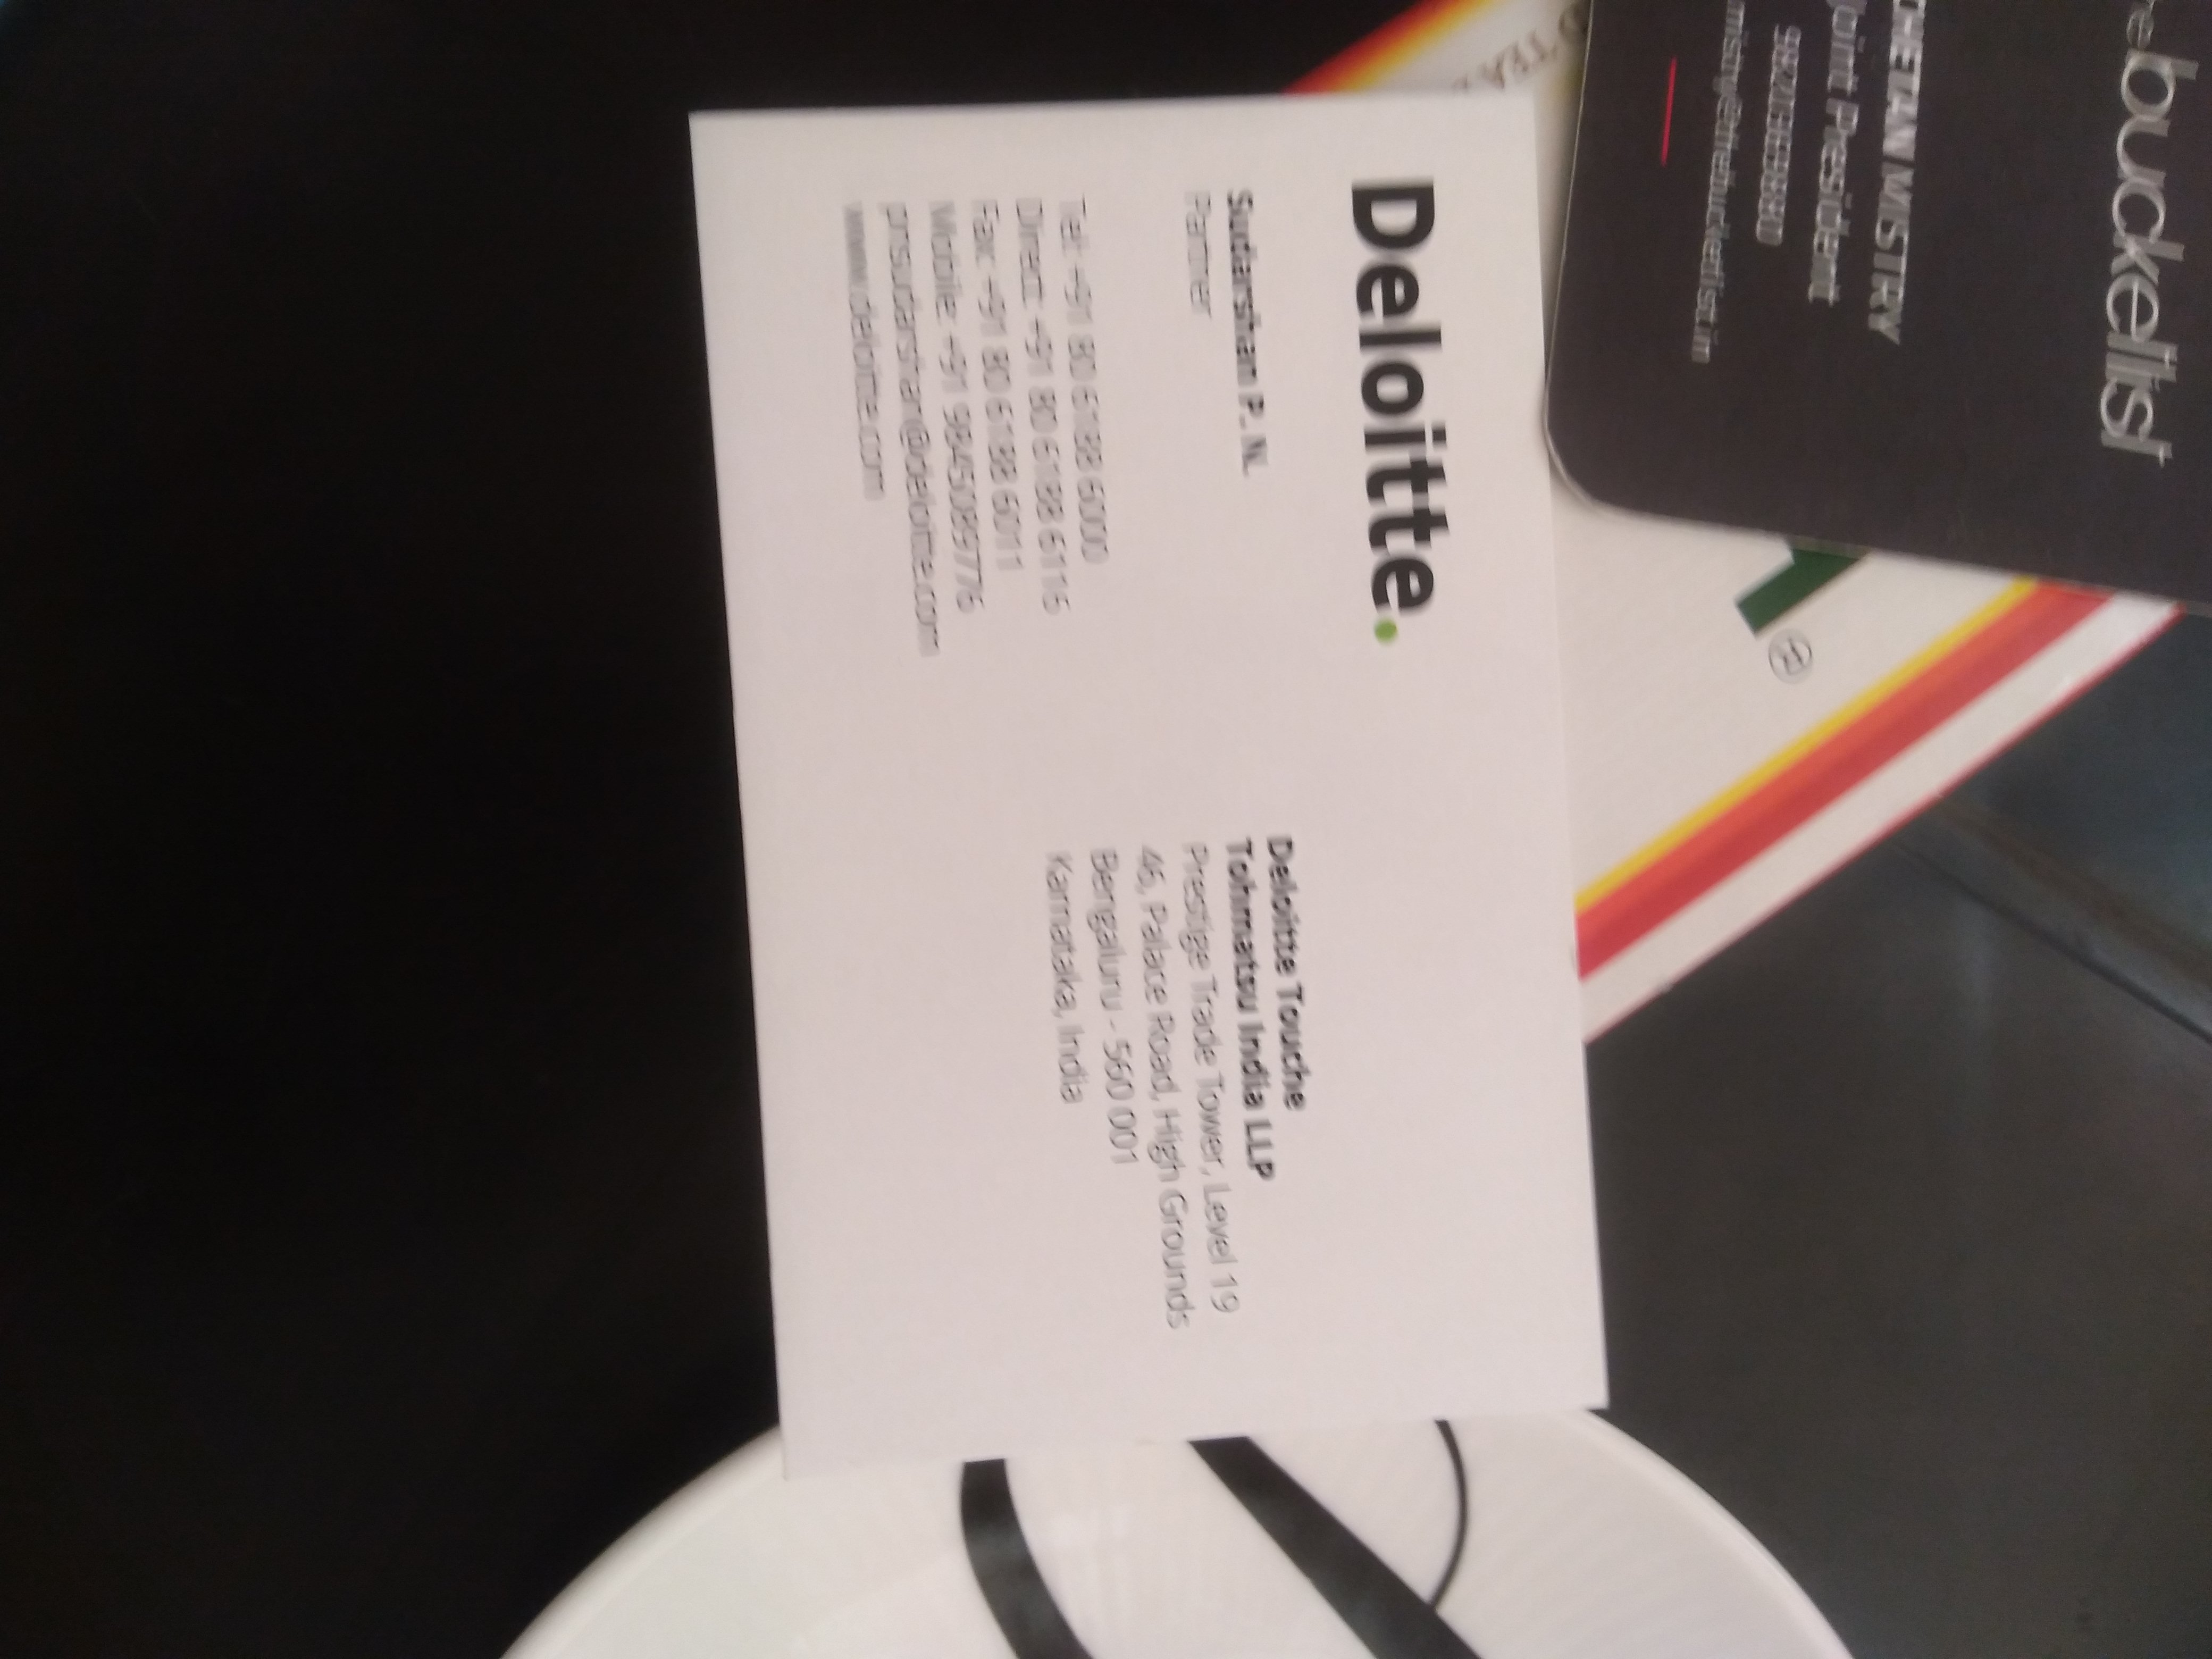 buckellisl
CHETAN MISTRY
Joint President
mistry@thebucketlist.in
®
Deloitte.
Sudarshan P. N.
Partner
Tel: +91 80 6188 6000
Direct: +91 80 6188 6116
Fax: +91 80 6188 6011
Mobile: +91 9845089776
pnsudarshan@deloitte.com
www.deloitte.com
Deloitte Touche
Tohmatsu India LLP
Prestige Trade Tower, Level 19
46, Palace Road, High Grounds
Bengaluru - 560 001
Karnataka, India